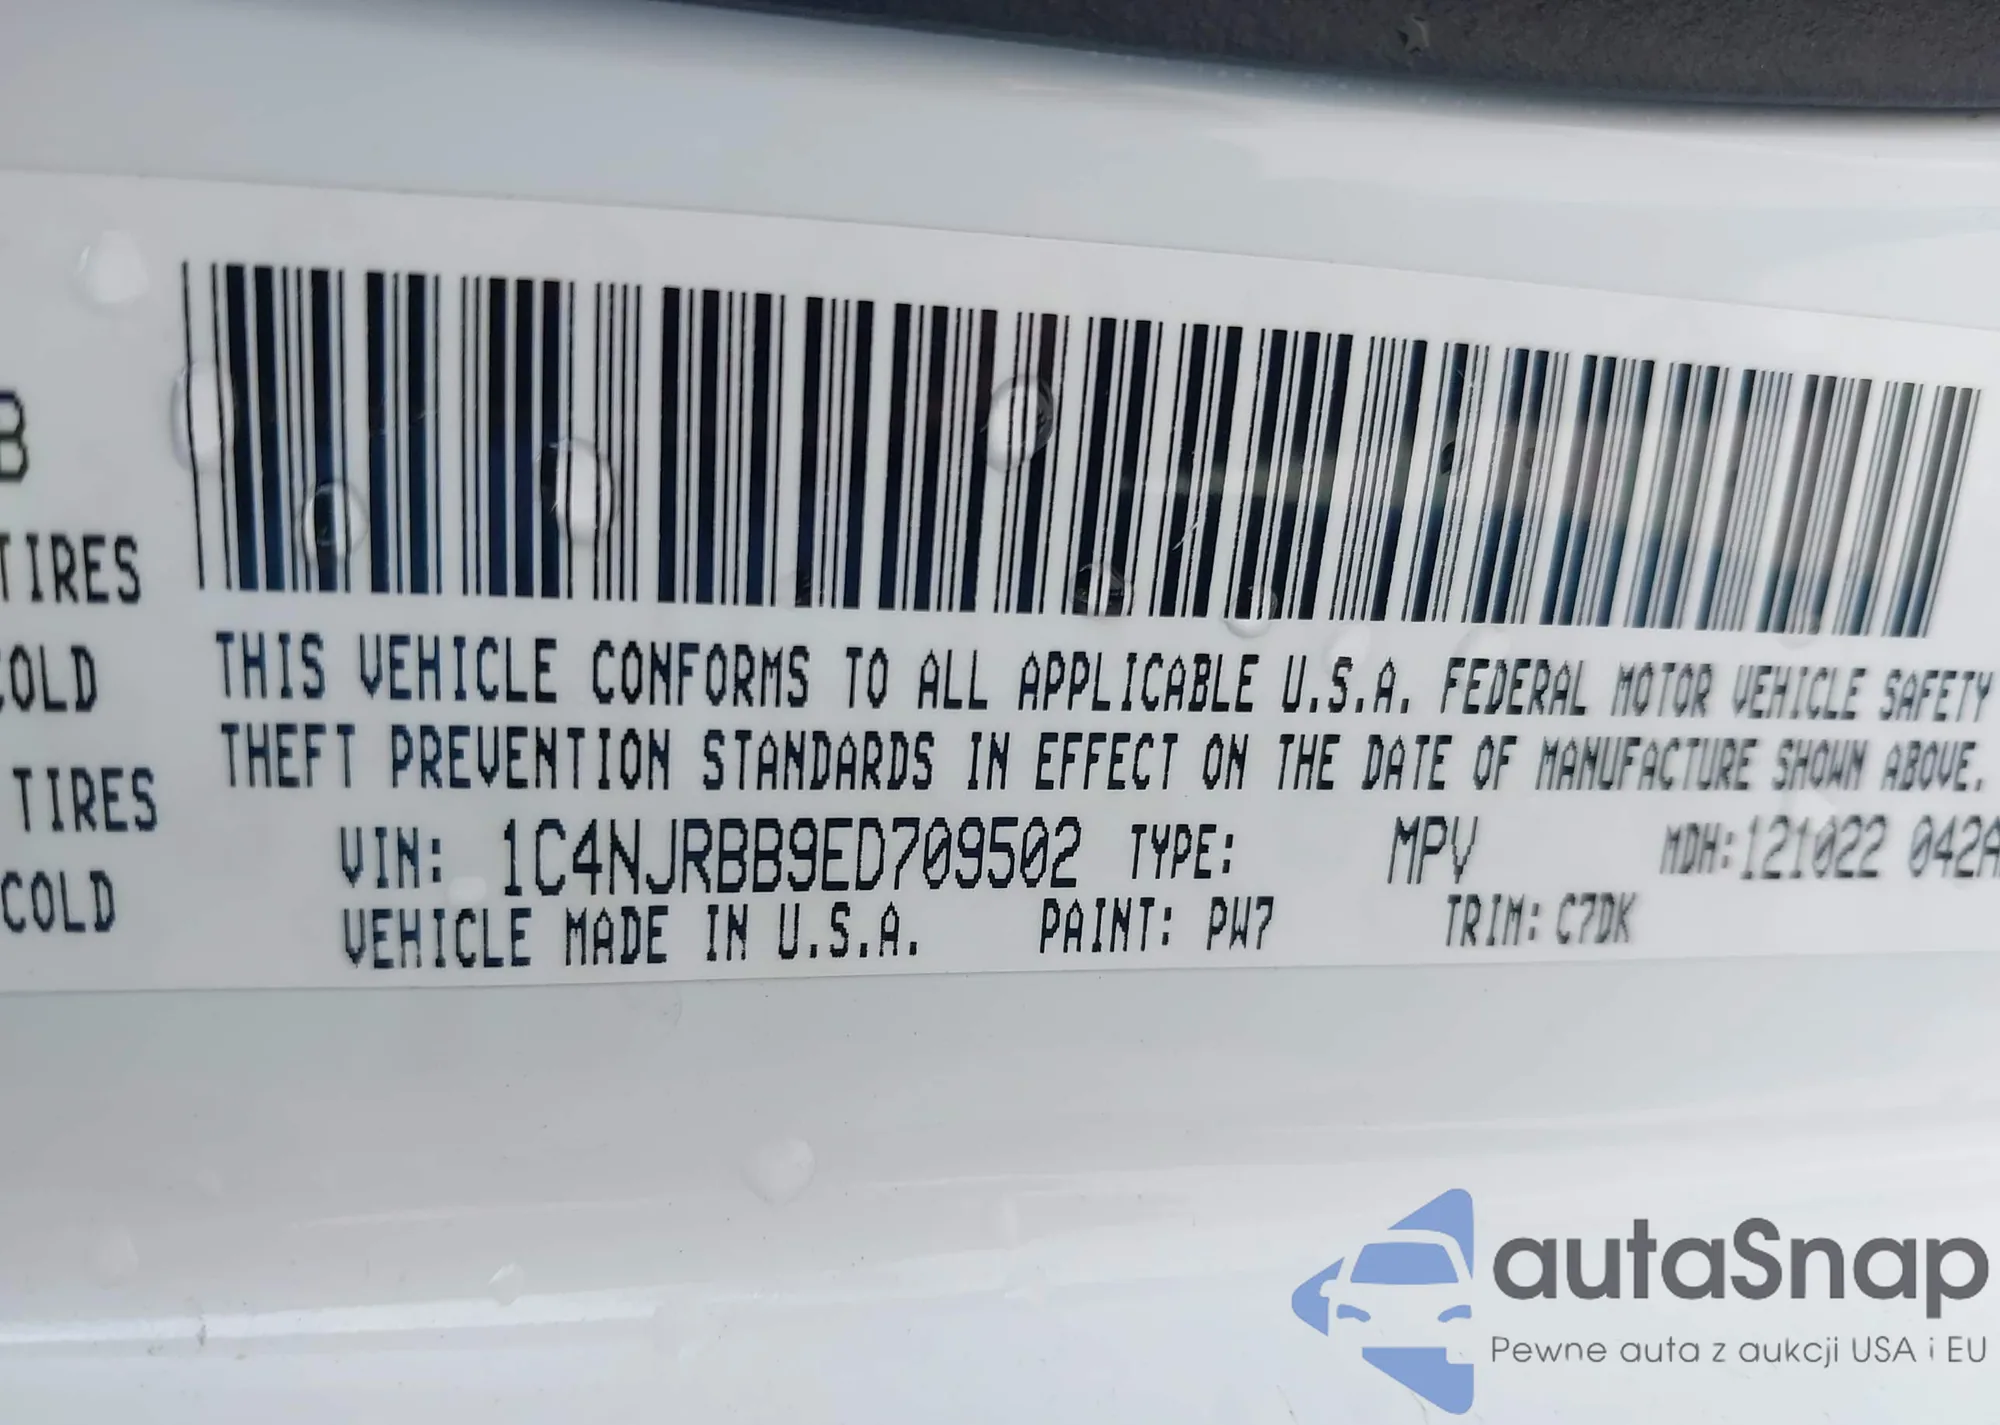 B
TIRES
COLD
TIRES
COLD
THIS VEHICLE CONFORMS TO ALL APPLICABLE U.S.A. FEDERAL MOTOR VEHICLE SAFETY
THEFT PREVENTION STANDARDS IN EFFECT ON THE DATE OF MANUFACTURE SHOWN ABOVE.
VIN: 1C4NJRBB9ED709502 TYPE: MPV MDH:121022 042A
VEHICLE MADE IN U.S.A. PAINT: PW7 TRIM: C7DK
autaSnap
Pewne auta z aukcji USA i EU